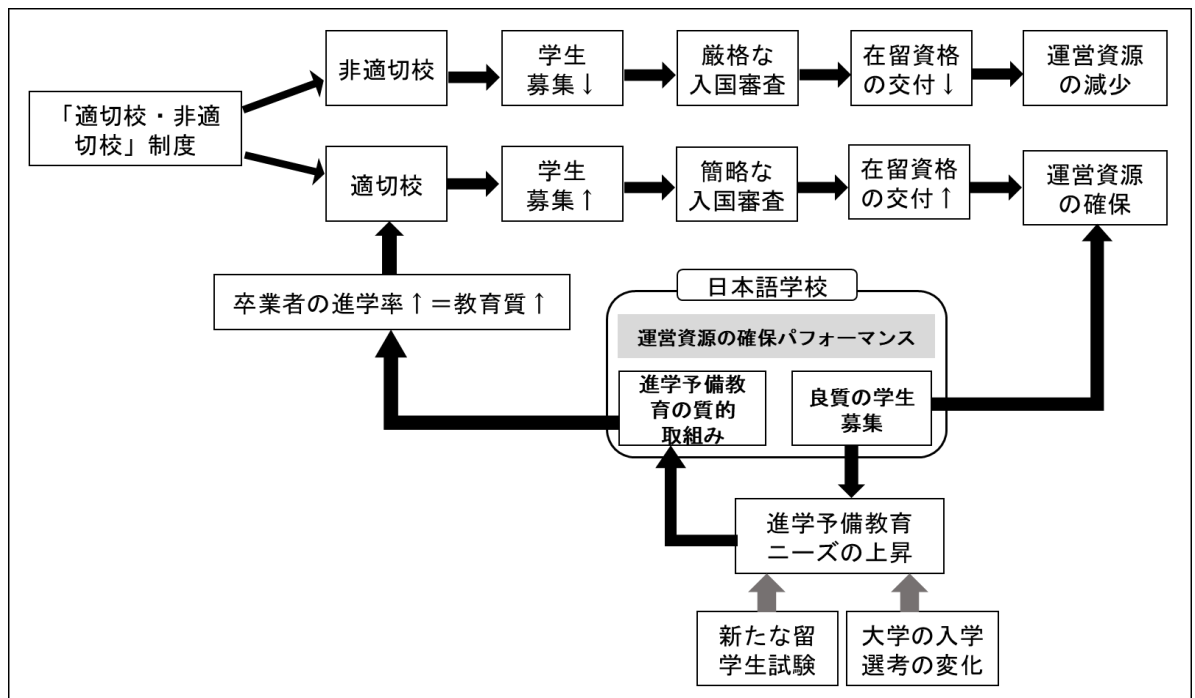 非適切校
学生
募集↓
厳格な
入国審査
在留資格
の交付↓
運営資源
の減少
「適切校・非適
切校」制度
適切校
学生
募集↑
簡略な
入国審査
在留資格
の交付↑
運営資源
の確保
卒業者の進学率↑＝教育質↑
日本語学校
運営資源の確保パフォーマンス
進学予備教
育の質的
取組み
良質の学生
募集
進学予備教育
ニーズの上昇
新たな留
学生試験
大学の入学
選考の変化